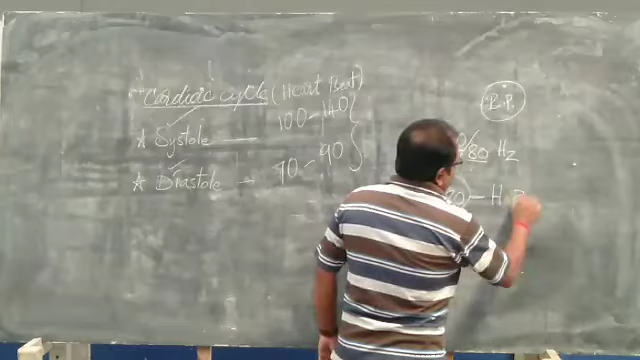 Cardiac cycle (Heart Beat)
* Systole — 100-140
* Diastole - 70-90
B.P.
/80 Hz
- H